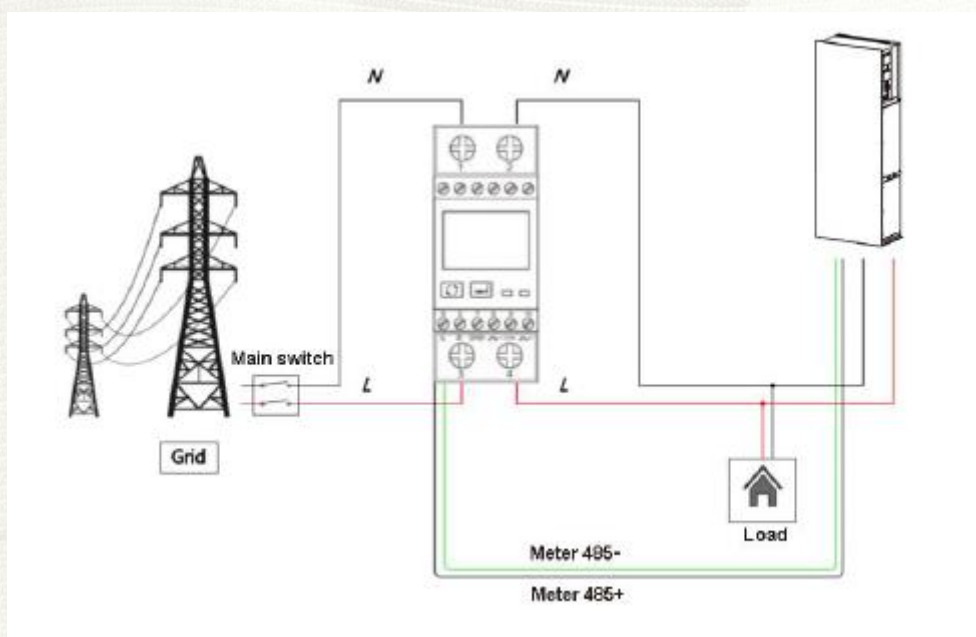 N
N
Main switch
L
L
Grid
Load
Meter 485-
Meter 485+